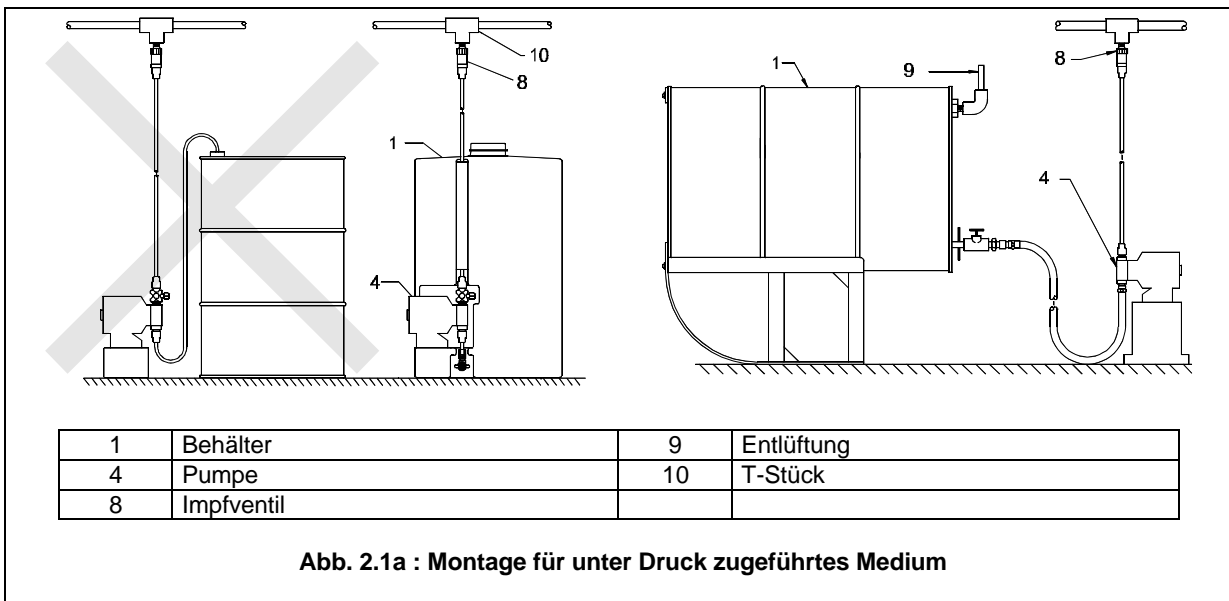 10
8
1
4
1
9
8
4
1 Behälter 9 Entlüftung
4 Pumpe 10 T-Stück
8 Impfventil
Abb. 2.1a : Montage für unter Druck zugeführtes Medium